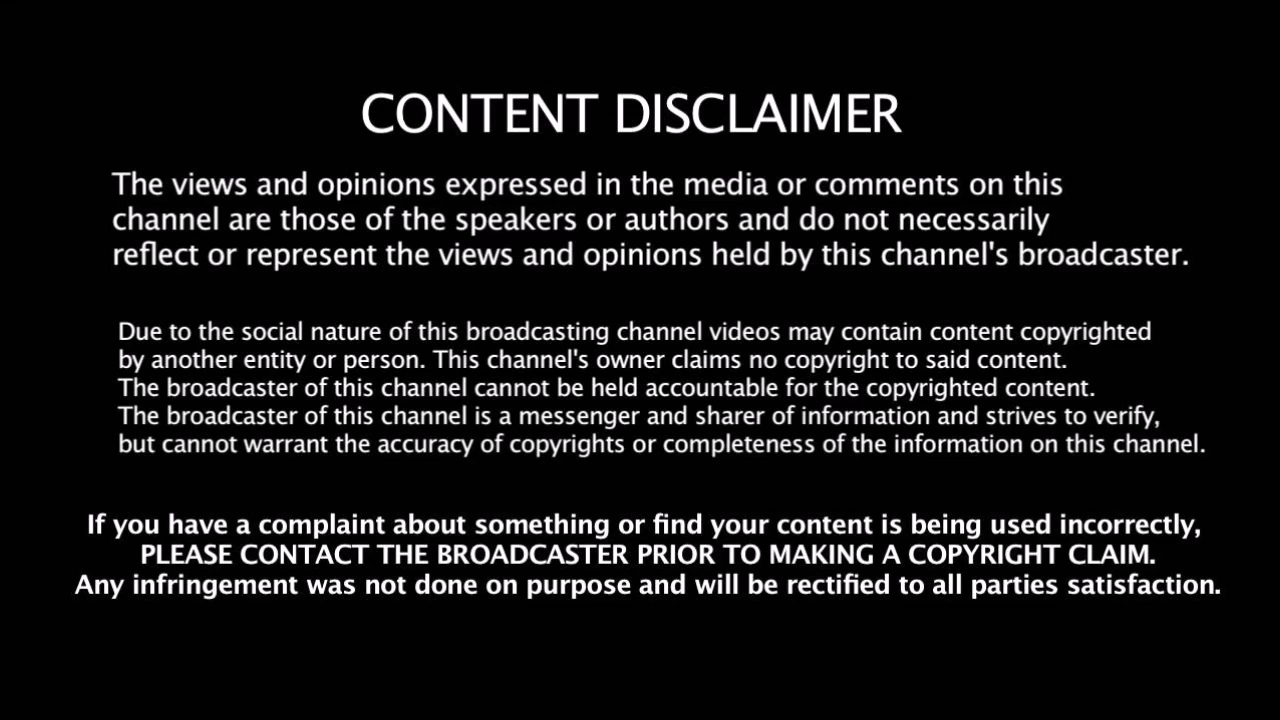 CONTENT DISCLAIMER
The views and opinions expressed in the media or comments on this
channel are those of the speakers or authors and do not necessarily
reflect or represent the views and opinions held by this channel's broadcaster.
Due to the social nature of this broadcasting channel videos may contain content copyrighted
by another entity or person. This channel's owner claims no copyright to said content.
The broadcaster of this channel cannot be held accountable for the copyrighted content.
The broadcaster of this channel is a messenger and sharer of information and strives to verify,
but cannot warrant the accuracy of copyrights or completeness of the information on this channel.
If you have a complaint about something or find your content is being used incorrectly,
PLEASE CONTACT THE BROADCASTER PRIOR TO MAKING A COPYRIGHT CLAIM.
Any infringement was not done on purpose and will be rectified to all parties satisfaction.